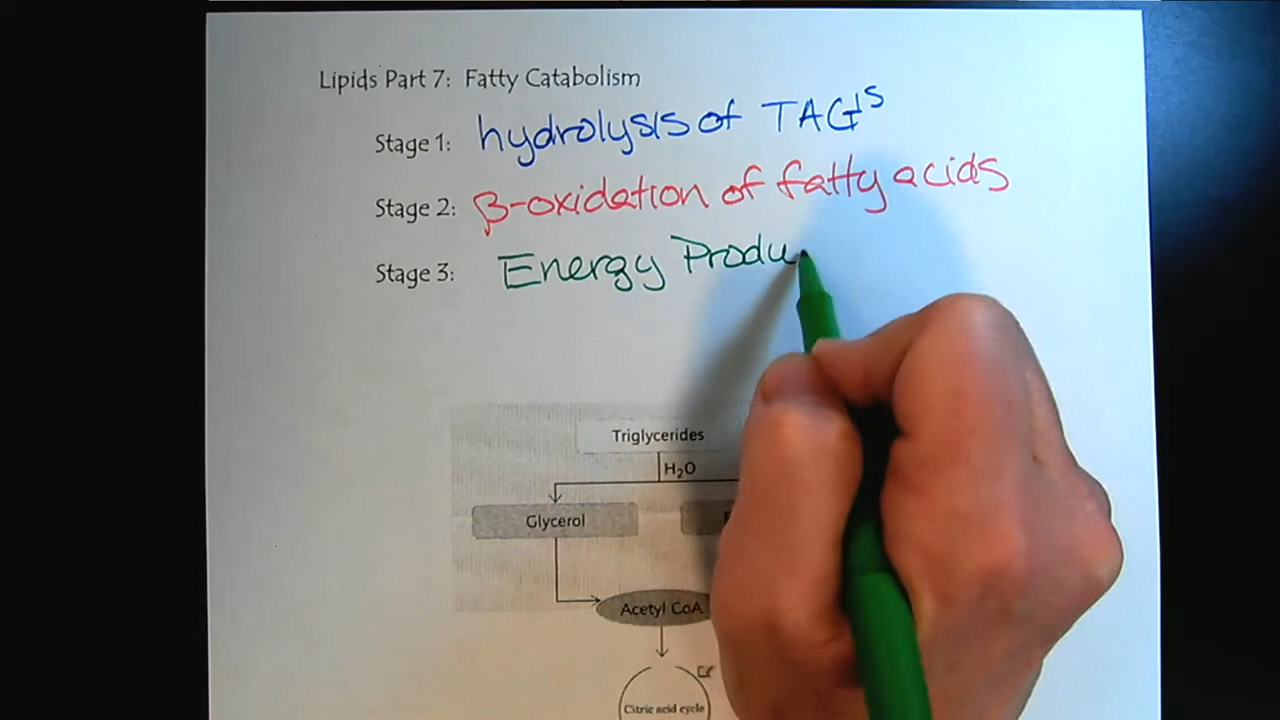 Lipids Part 7: Fatty Catabolism
Stage 1: hydrolysis of TAGs
Stage 2: β-oxidation of fatty acids
Stage 3: Energy Produ
Triglycerides
H₂O
Glycerol
Acetyl CoA
Citric acid cycle